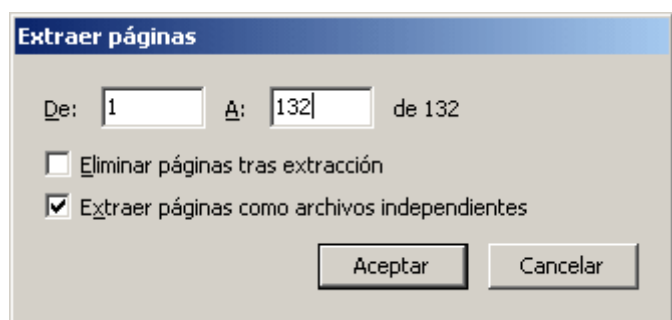 Extraer páginas
De: 1 A: 132 de 132
Eliminar páginas tras extracción
Extraer páginas como archivos independientes
Aceptar Cancelar